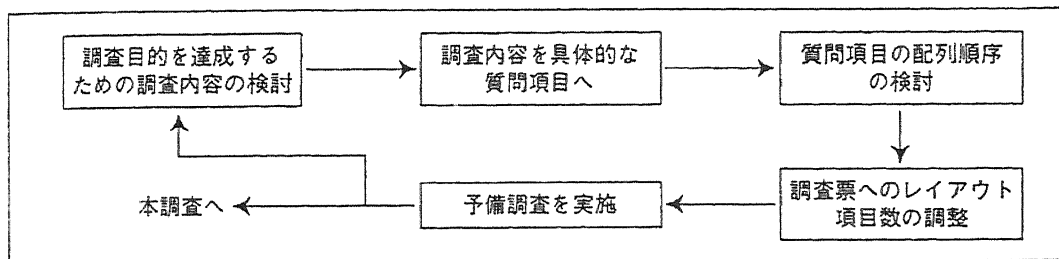 調査目的を達成する
ための調査内容の検討
調査内容を具体的な
質問項目へ
質問項目の配列順序
の検討
調査票へのレイアウト
項目数の調整
予備調査を実施
本調査へ